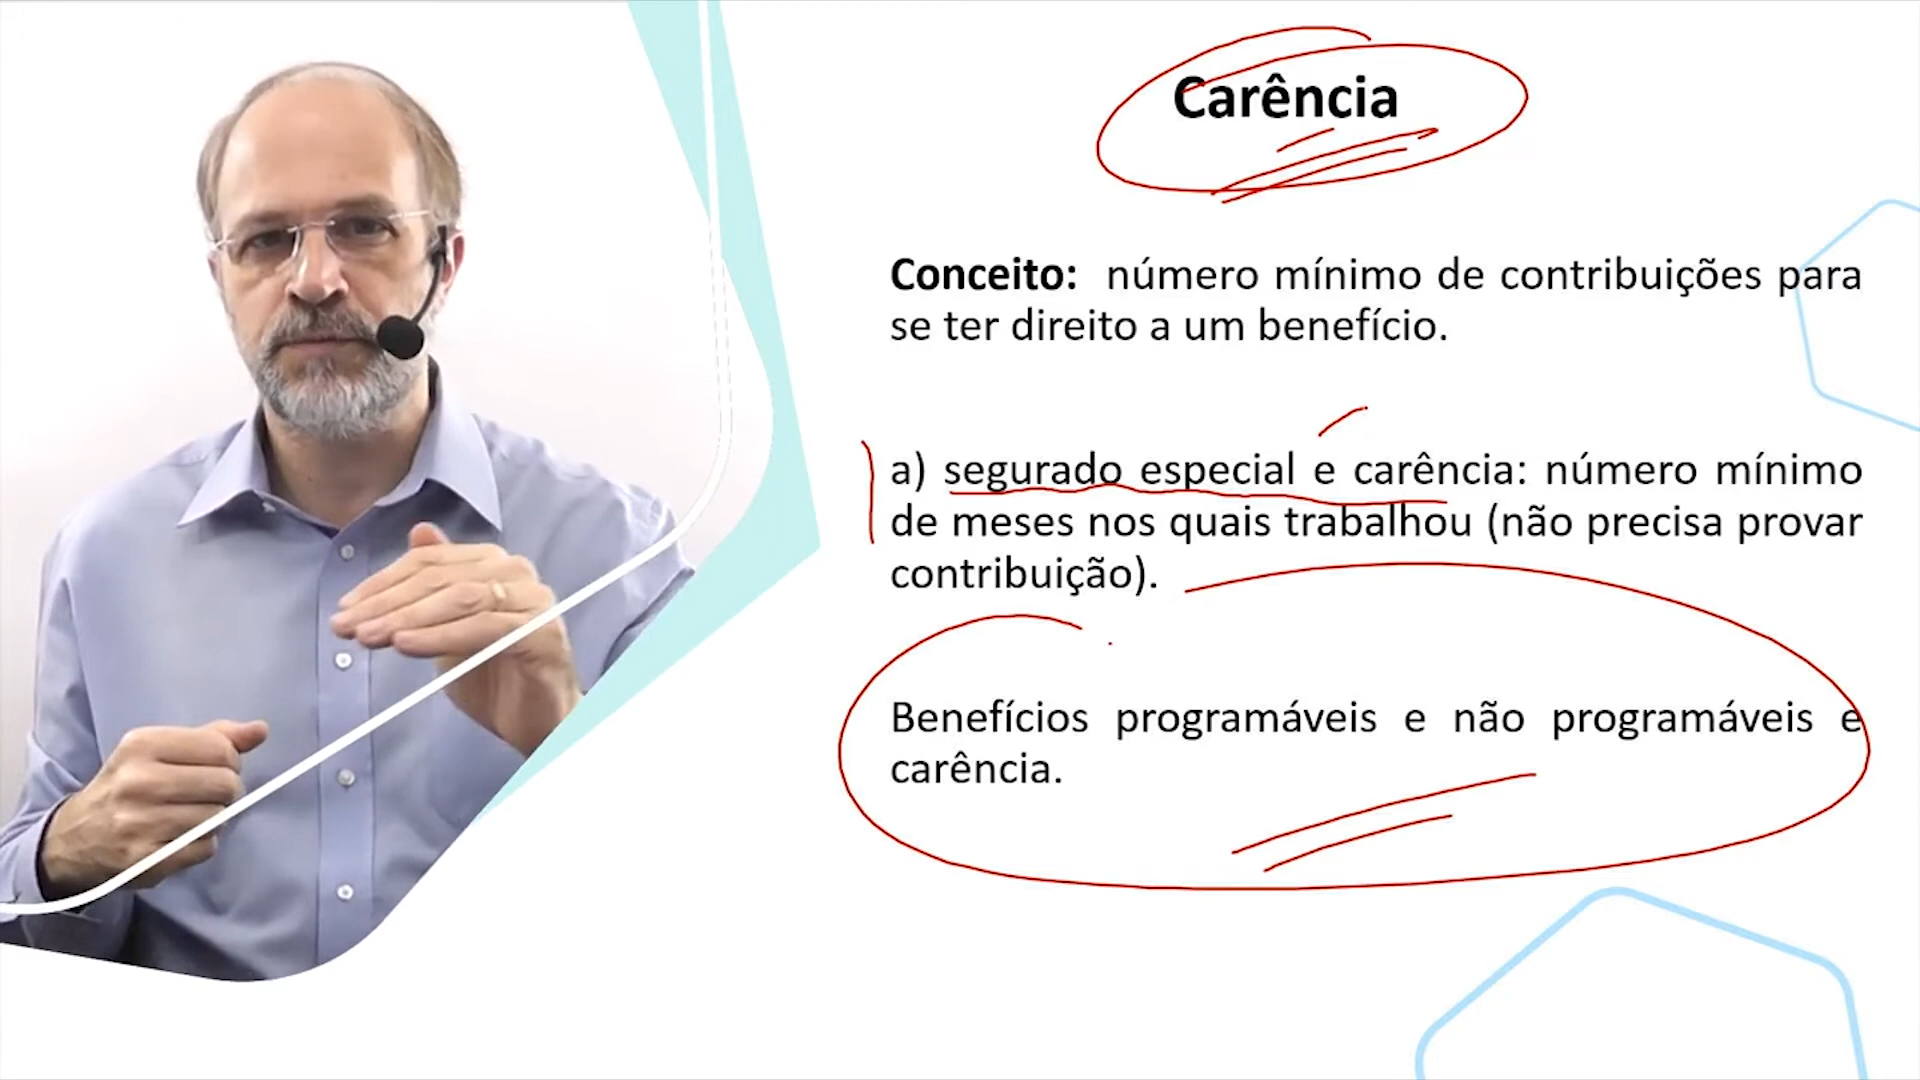 Carência
Conceito: número mínimo de contribuições para
se ter direito a um benefício.
a) segurado especial e carência: número mínimo
de meses nos quais trabalhou (não precisa provar
contribuição).
Benefícios programáveis e não programáveis e
carência.